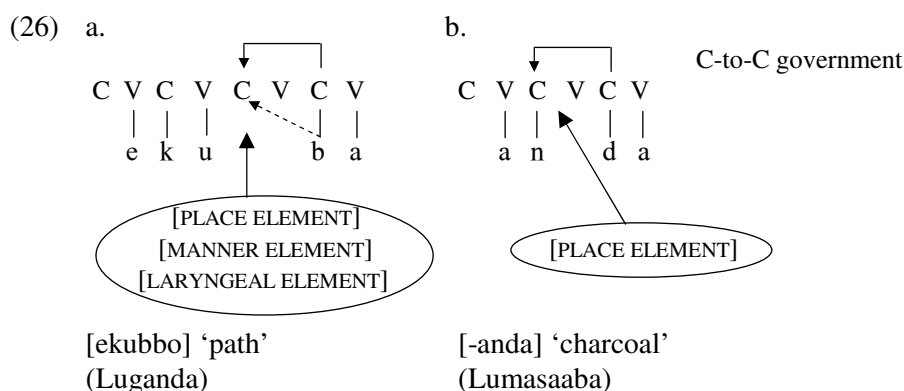 (26) a. b.
C-to-C government
C V C V C V C V C V C V C V
e k u b a a n d a
[PLACE ELEMENT]
[MANNER ELEMENT] [PLACE ELEMENT]
[LARYNGEAL ELEMENT]
[ekubbo] ‘path’ [-anda] ‘charcoal’
(Luganda) (Lumasaaba)